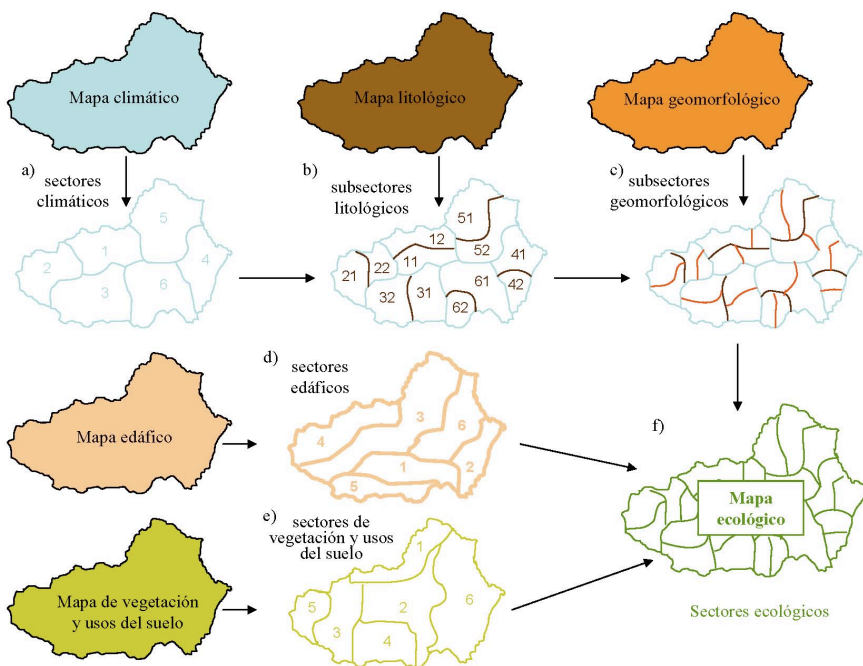 Mapa climático
Mapa litológico
Mapa geomorfológico
a)
sectores
climáticos
b)
subsectores
litológicos
c)
subsectores
geomorfológicos
5
1
2
4
3
6
51
12
52
41
22
11
21
61
42
32
31
62
d)
sectores
edáficos
Mapa edáfico
3
4
6
1
2
5
f)
Mapa
ecológico
e)
sectores de
vegetación y usos
del suelo
Mapa de vegetación
y usos del suelo
1
5
2
6
3
4
Sectores ecológicos